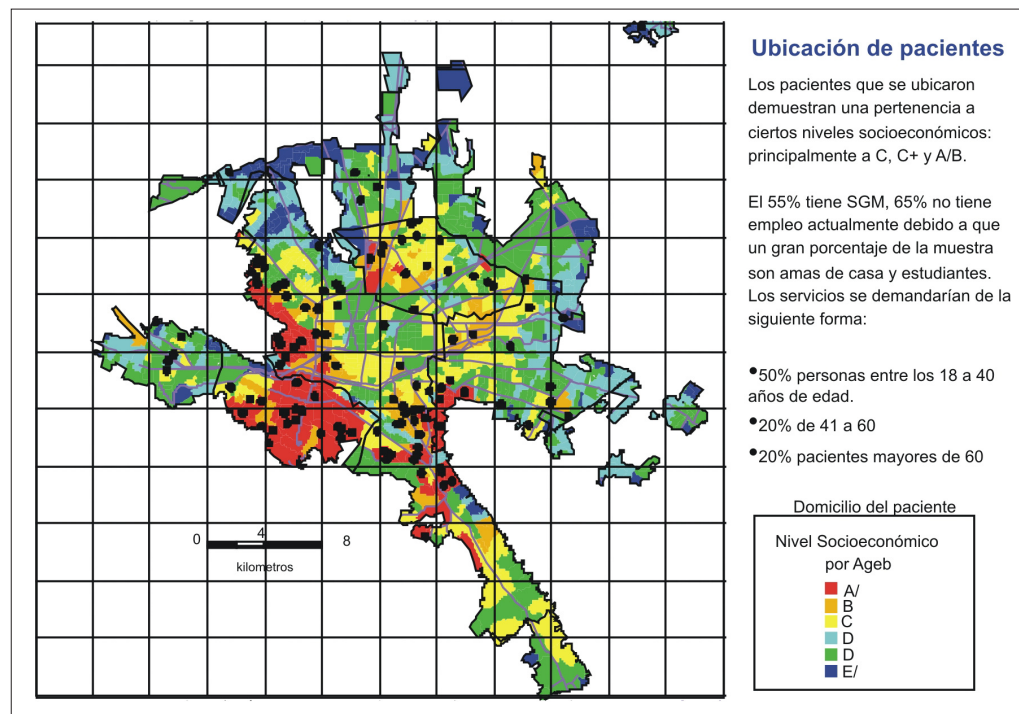 Ubicación de pacientes
Los pacientes que se ubicaron
demuestran una pertenencia a
ciertos niveles socioeconómicos:
principalmente a C, C+ y A/B.
El 55% tiene SGM, 65% no tiene
empleo actualmente debido a que
un gran porcentaje de la muestra
son amas de casa y estudiantes.
Los servicios se demandarían de la
siguiente forma:
•50% personas entre los 18 a 40
años de edad.
•20% de 41 a 60
•20% pacientes mayores de 60
Domicilio del paciente
Nivel Socioeconómico
por Ageb
A/
B
C
D
D
E/
0 4 8
kilometros